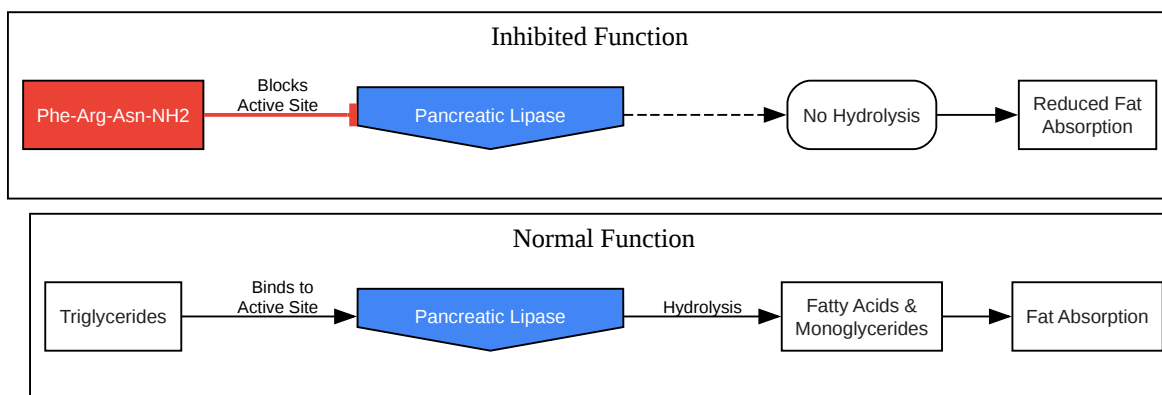 Inhibited Function
Phe-Arg-Asn-NH2
Blocks
Active Site
Pancreatic Lipase
No Hydrolysis
Reduced Fat
Absorption
Normal Function
Triglycerides
Binds to
Active Site
Pancreatic Lipase
Hydrolysis
Fatty Acids &
Monoglycerides
Fat Absorption